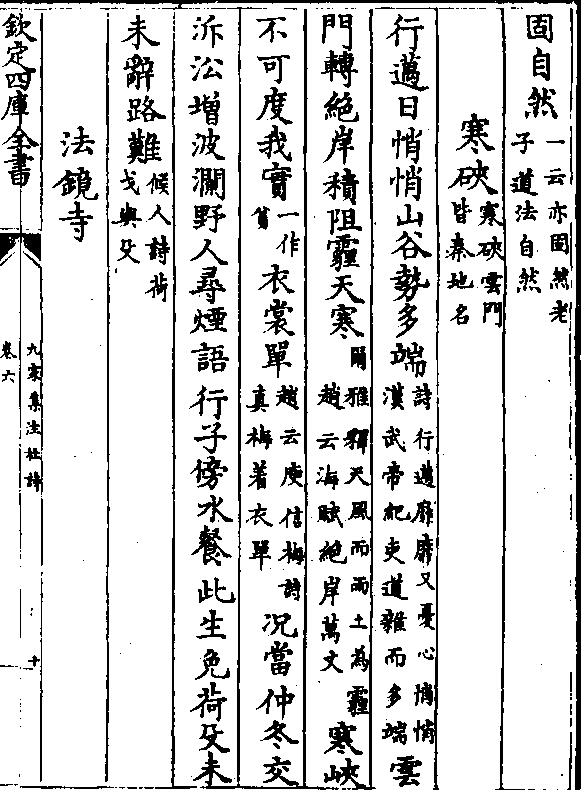 固自然一云亦固然老子道法自然
寒硤寒硤雲門皆秦地名
行邁日悄悄山谷勢多端詩行邁靡靡又憂心悄悄漢武帝紀吏道雜而多端雲
門轉絶岸積阻霾天寒爾雅釋天風而雨土為霾趙云海賦絶岸萬丈寒峽
不可度我實一作貧衣裳單趙云庾信梅詩真梅著衣單况當仲冬交
泝沿增波瀾野人尋煙語行子傍水餐此生免荷殳未
未辭路難候人詩荷戈與殳
法鏡寺
欽定四庫全書
九家集注杜詩
卷六
十